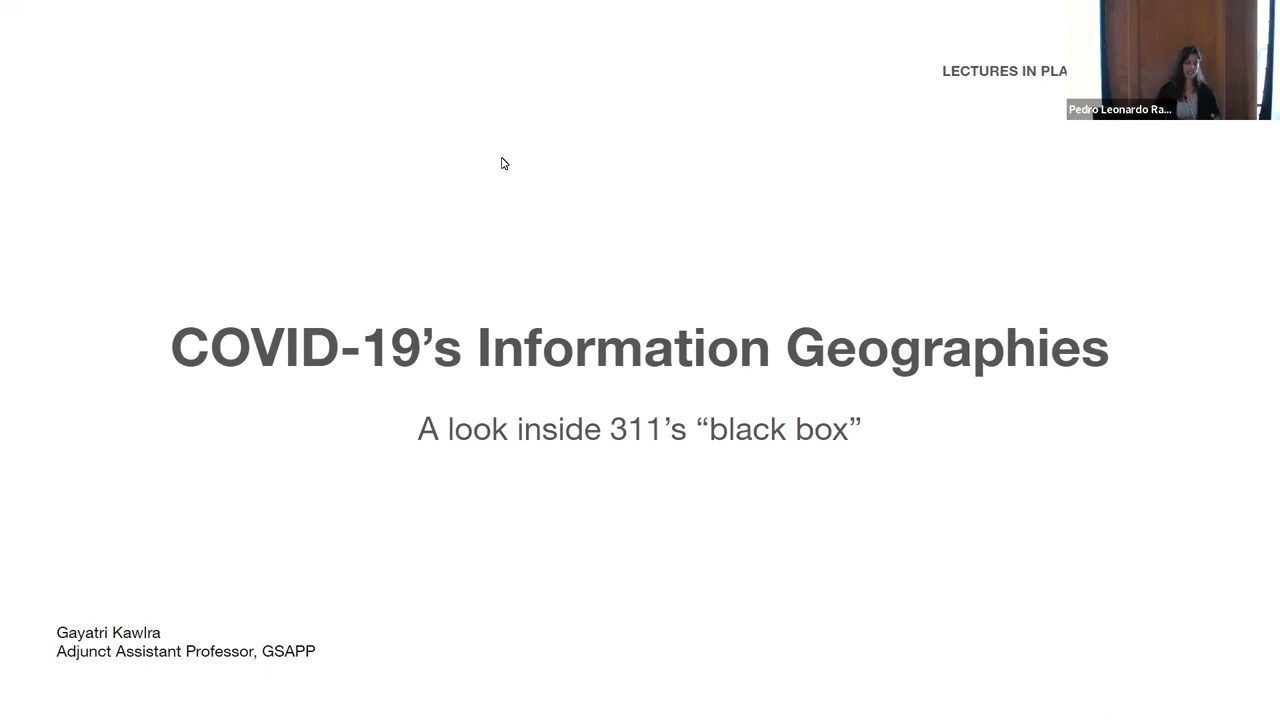 LECTURES IN PLA
Pedro Leonardo Ra...
COVID-19’s Information Geographies
A look inside 311’s “black box”
Gayatri Kawlra
Adjunct Assistant Professor, GSAPP